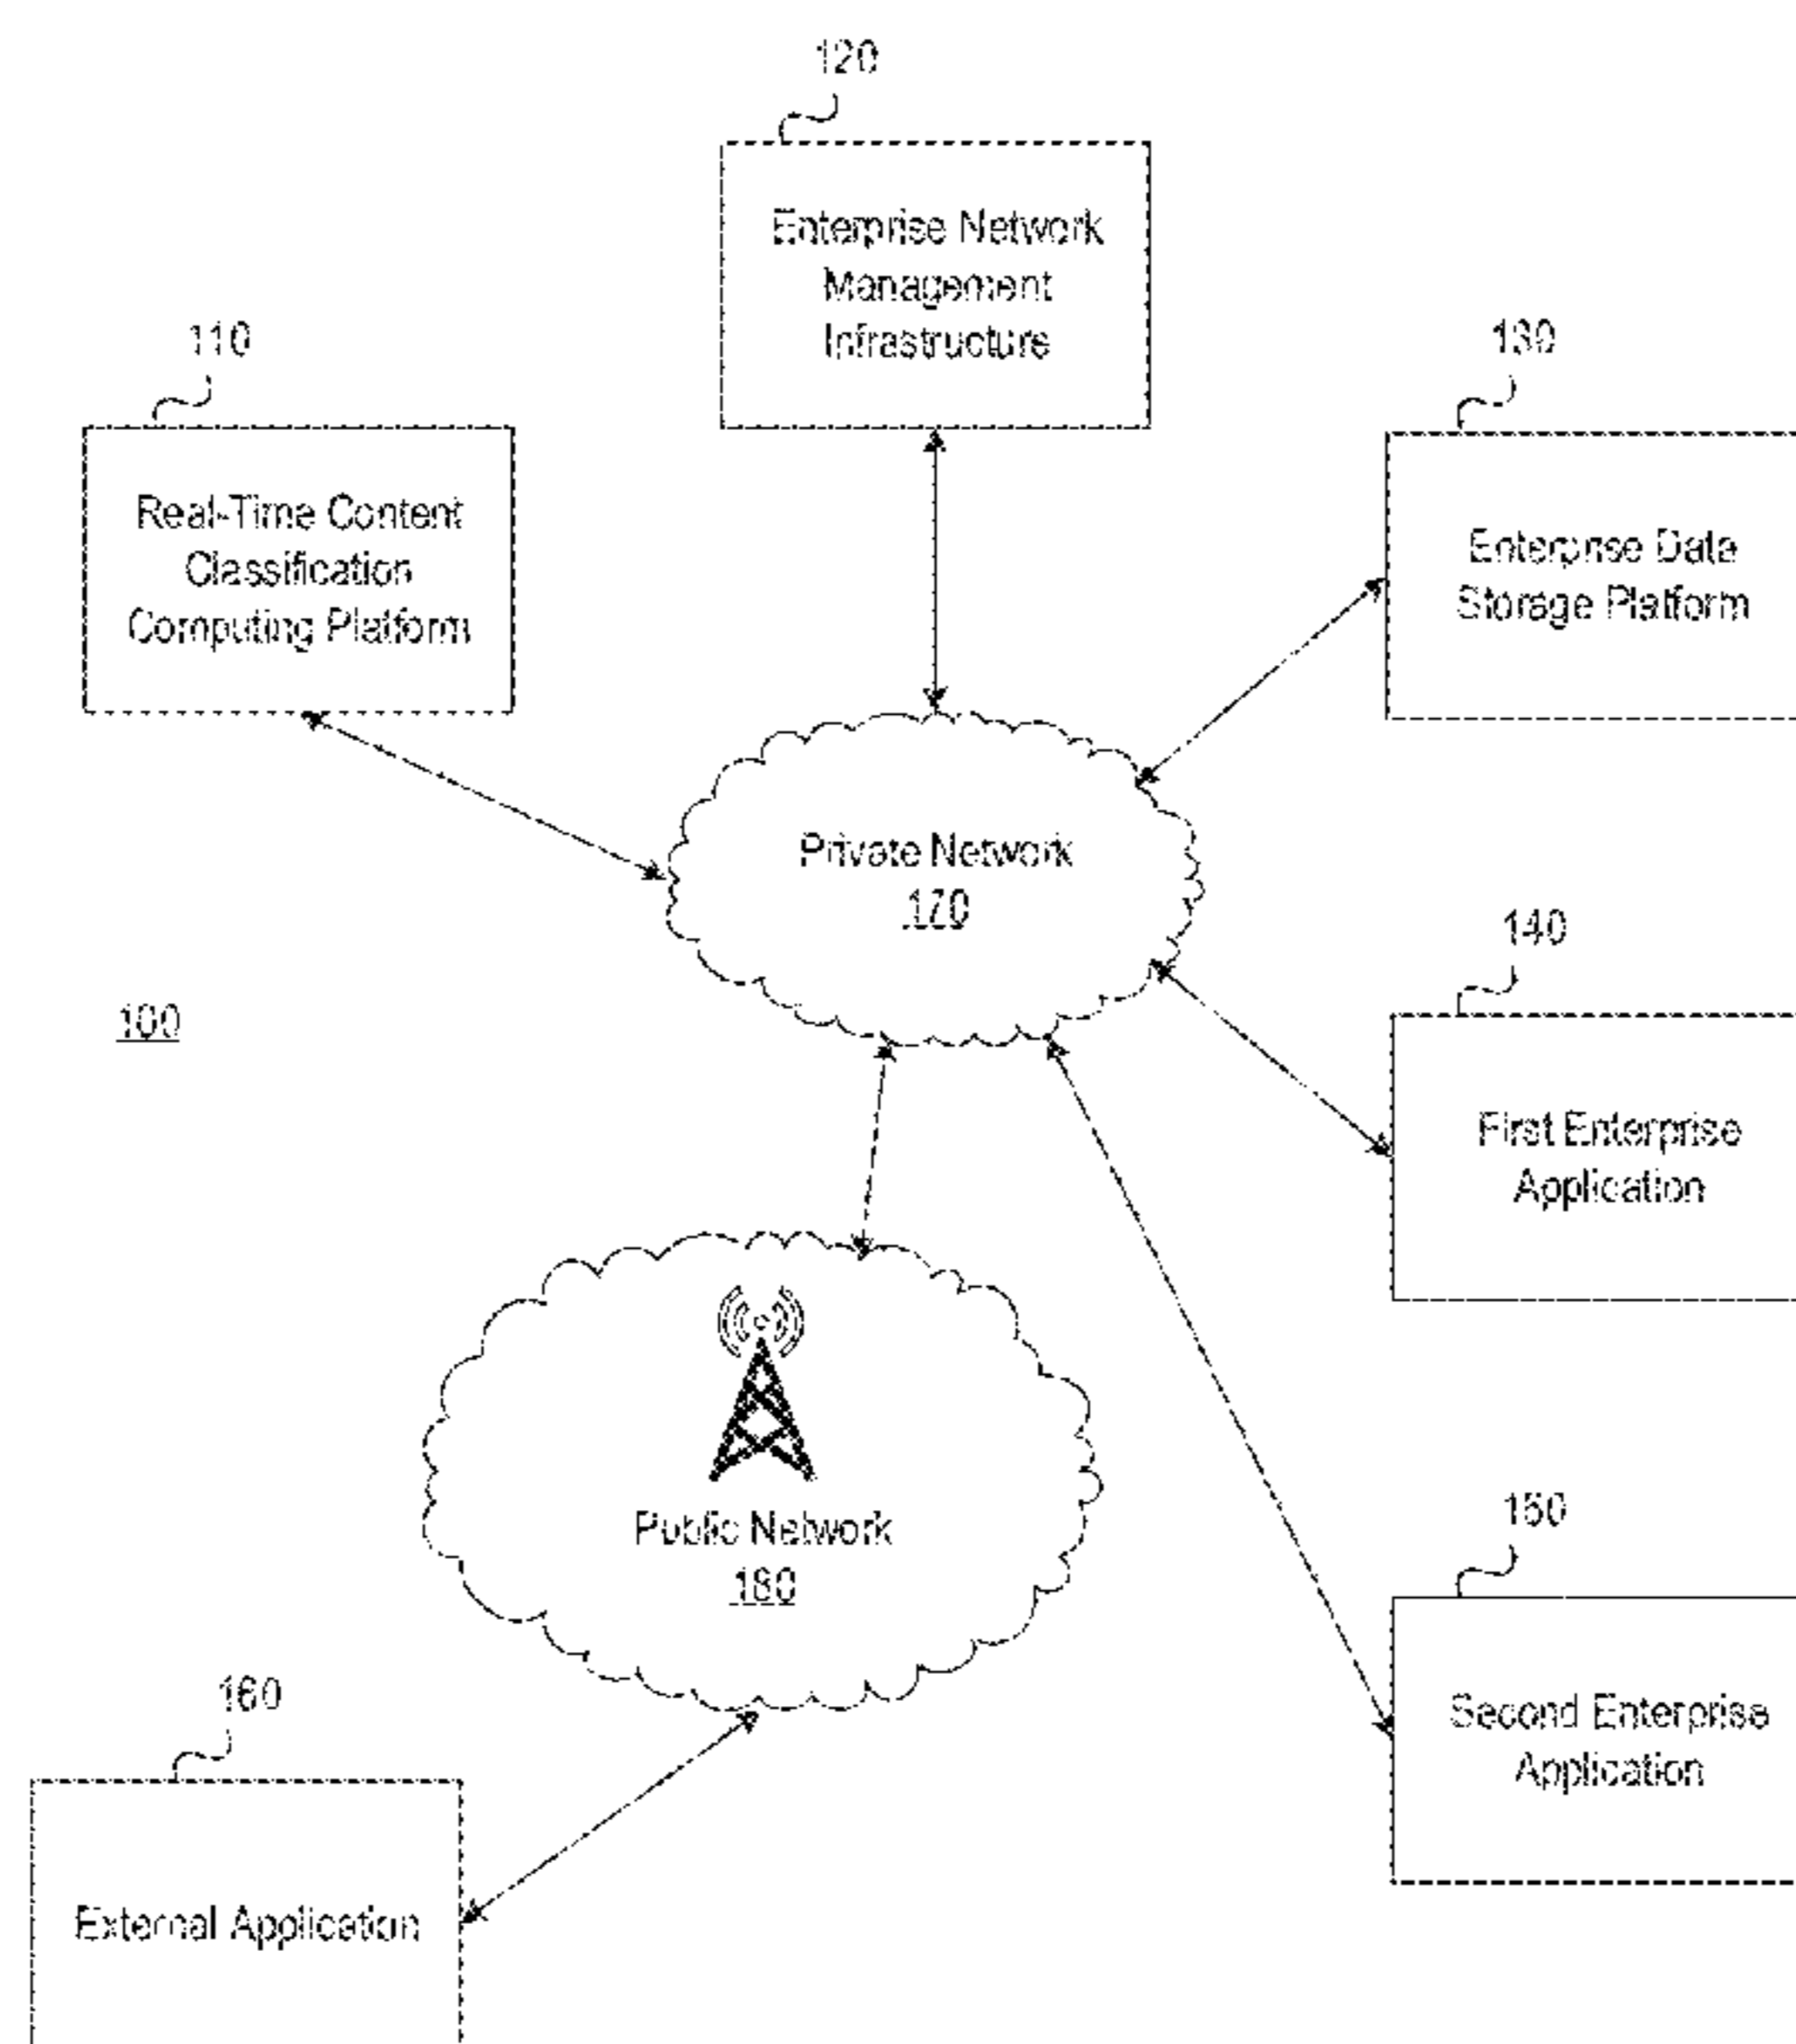 120
Enterprise Network
Management
Infrastructure
110
Real-Time Content
Classification
Computing Platform
130
Enterprise Data
Storage Platform
Private Network
170
140
First Enterprise
Application
100
Public Network
180
150
Second Enterprise
Application
160
External Application